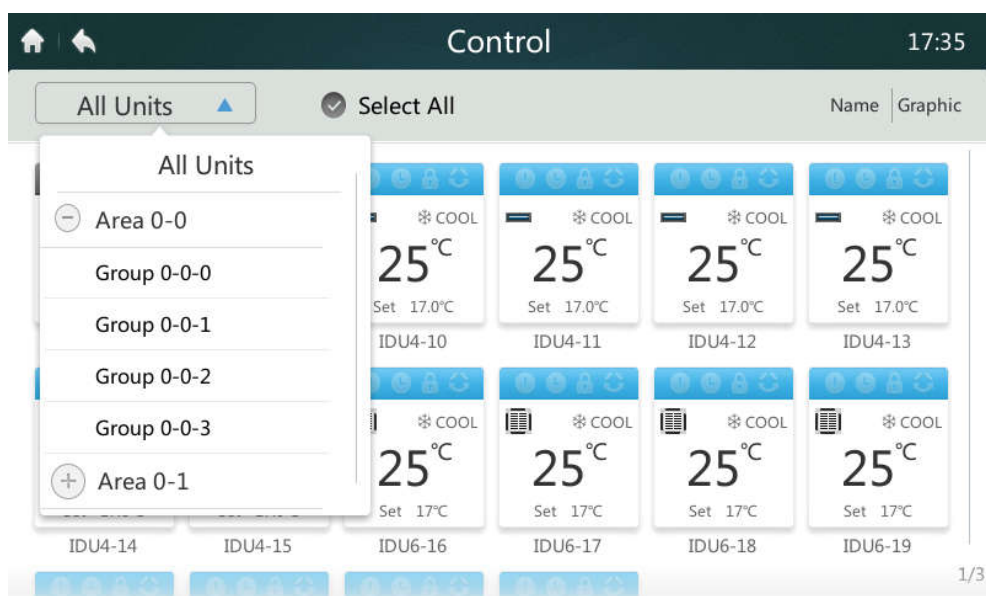 Control 17:35
All Units Select All Name Graphic
All Units
Area 0-0
Group 0-0-0
Group 0-0-1
Group 0-0-2
Group 0-0-3
Area 0-1
COOL COOL COOL COOL
25℃ 25℃ 25℃ 25℃
Set 17.0℃ Set 17.0℃ Set 17.0℃ Set 17.0℃
IDU4-10 IDU4-11 IDU4-12 IDU4-13
COOL COOL COOL COOL
25℃ 25℃ 25℃ 25℃
Set 17℃ Set 17℃ Set 17℃ Set 17℃
IDU4-14 IDU4-15 IDU6-16 IDU6-17 IDU6-18 IDU6-19
1/3